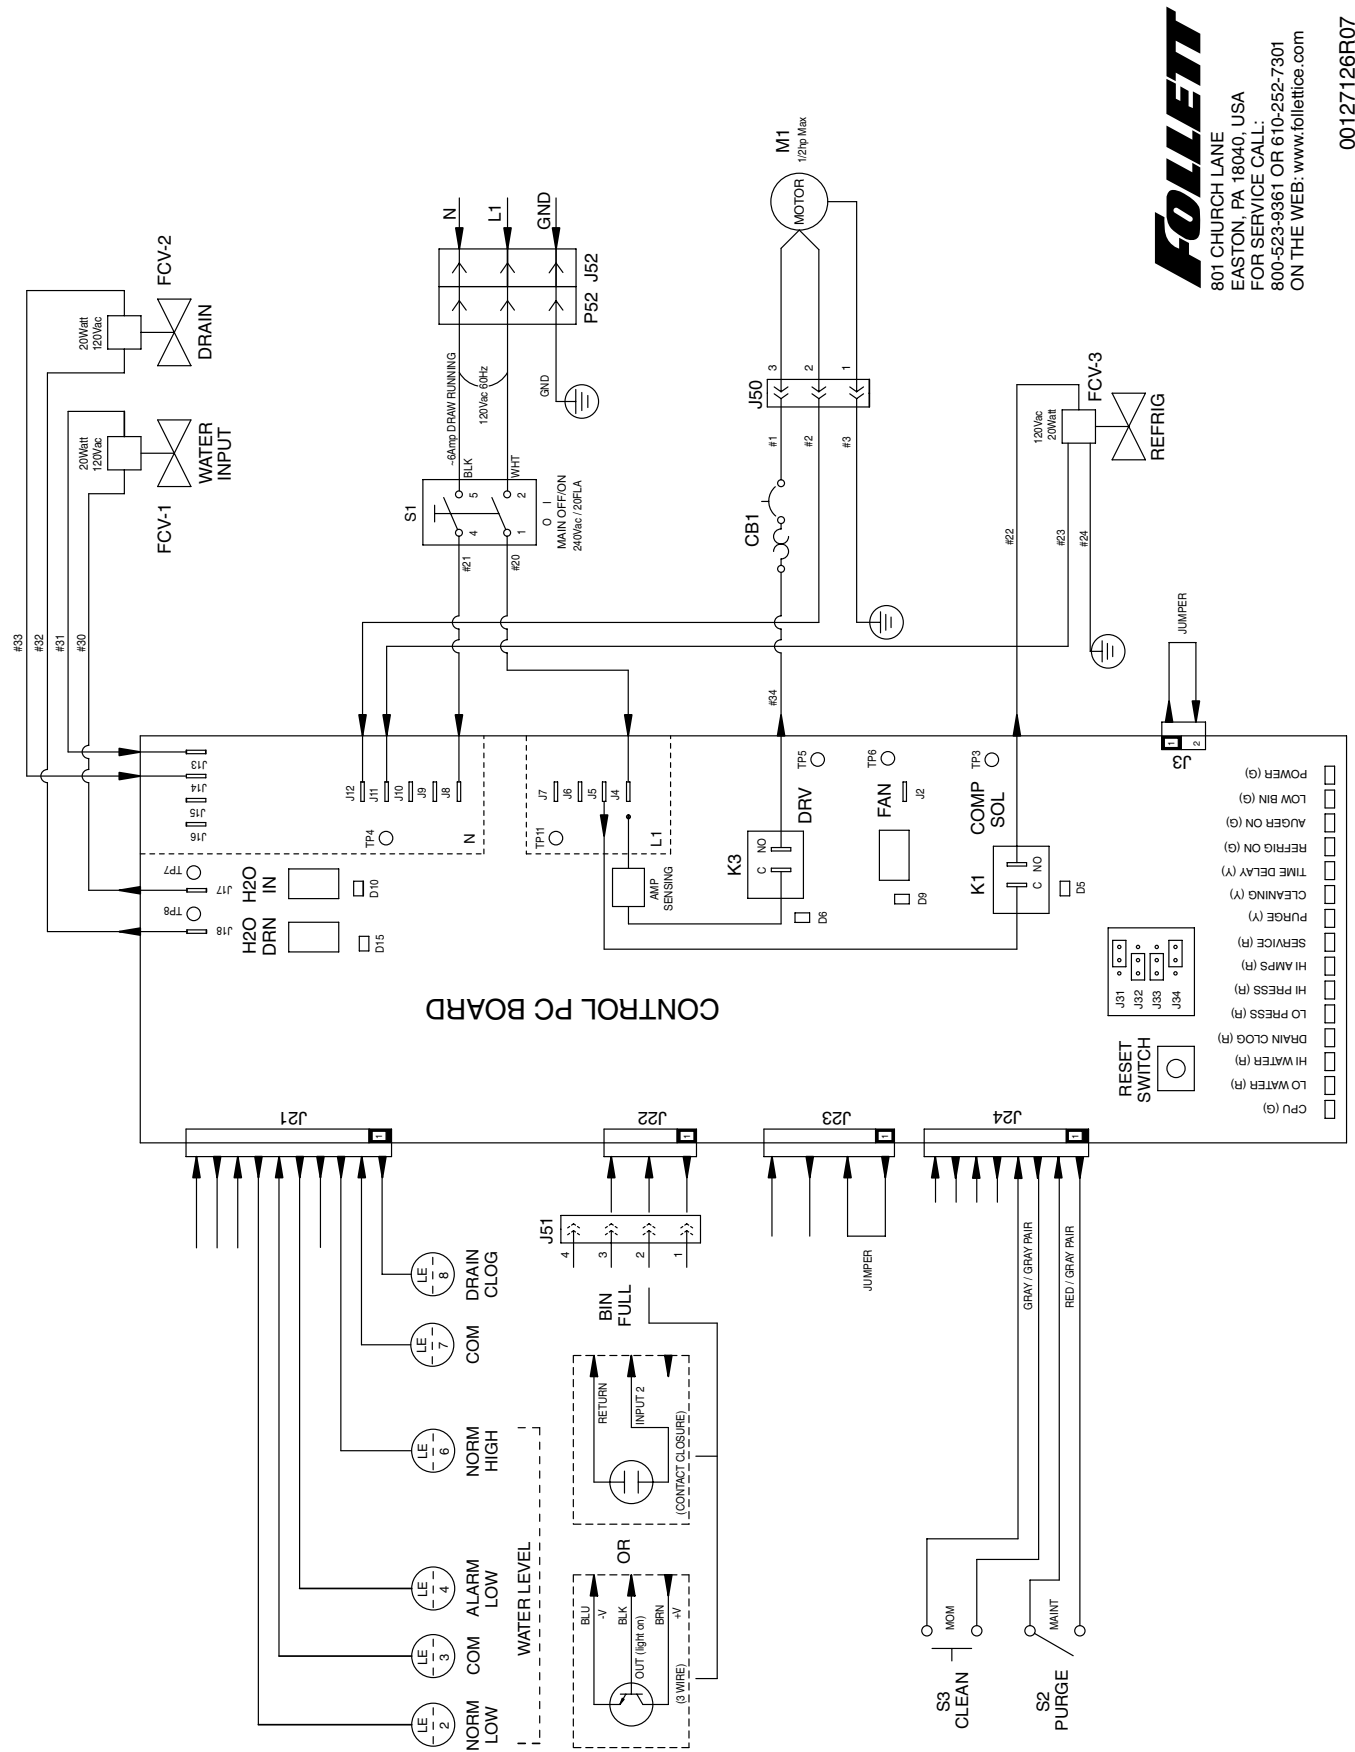 FOLLETT
801 CHURCH LANE
EASTON, PA 18040, USA
FOR SERVICE CALL:
800-523-9361 OR 610-252-7301
ON THE WEB: www.follettice.com
00127126R07
#33
#32
#31
#30
20Watt
120Vac
FCV-2
DRAIN
20Watt
120Vac
FCV-1
WATER
INPUT
N
L1
GND
J52
P52
~6Amp DRAW RUNNING
120Vac 60Hz
GND
BLK
WHT
S1
5
4
2
1
O I
MAIN OFF/ON
240Vac / 20FLA
#21
#20
M1
1/2hp Max
MOTOR
J50
3
2
1
#1
#2
#3
CB1
#34
FCV-3
120Vac
20Watt
REFRIG
#22
#23
#24
JUMPER
J3
1
2
CONTROL PC BOARD
J13
J14
J15
J16
TP7
J17
TP8
J18
H2O
IN
D10
H2O
DRN
D15
J12
J11
J10
J9
J8
TP4
N
J7
J6
J5
J4
TP11
L1
AMP
SENSING
K3
C
NO
DRV
TP5
D6
FAN
TP6
J2
D9
K1
C
NO
COMP
SOL
TP3
D5
J31
J32
J33
J34
RESET
SWITCH
POWER (G)
LOW BIN (G)
AUGER ON (G)
REFRIG ON (G)
TIME DELAY (Y)
CLEANING (Y)
PURGE (Y)
SERVICE (R)
HI AMPS (R)
HI PRESS (R)
LO PRESS (R)
DRAIN CLOG (R)
HI WATER (R)
LO WATER (R)
CPU (G)
J21
1
J22
1
J23
1
J24
1
LE
8
DRAIN
CLOG
LE
7
COM
LE
6
NORM
HIGH
LE
4
ALARM
LOW
LE
3
COM
LE
2
NORM
LOW
WATER LEVEL
J51
4
3
2
1
BIN
FULL
RETURN
INPUT 2
(CONTACT CLOSURE)
OR
BLU
-V
BLK
OUT (light on)
BRN
+V
(3 WIRE)
JUMPER
GRAY / GRAY PAIR
RED / GRAY PAIR
MOM
S3
CLEAN
MAINT
S2
PURGE